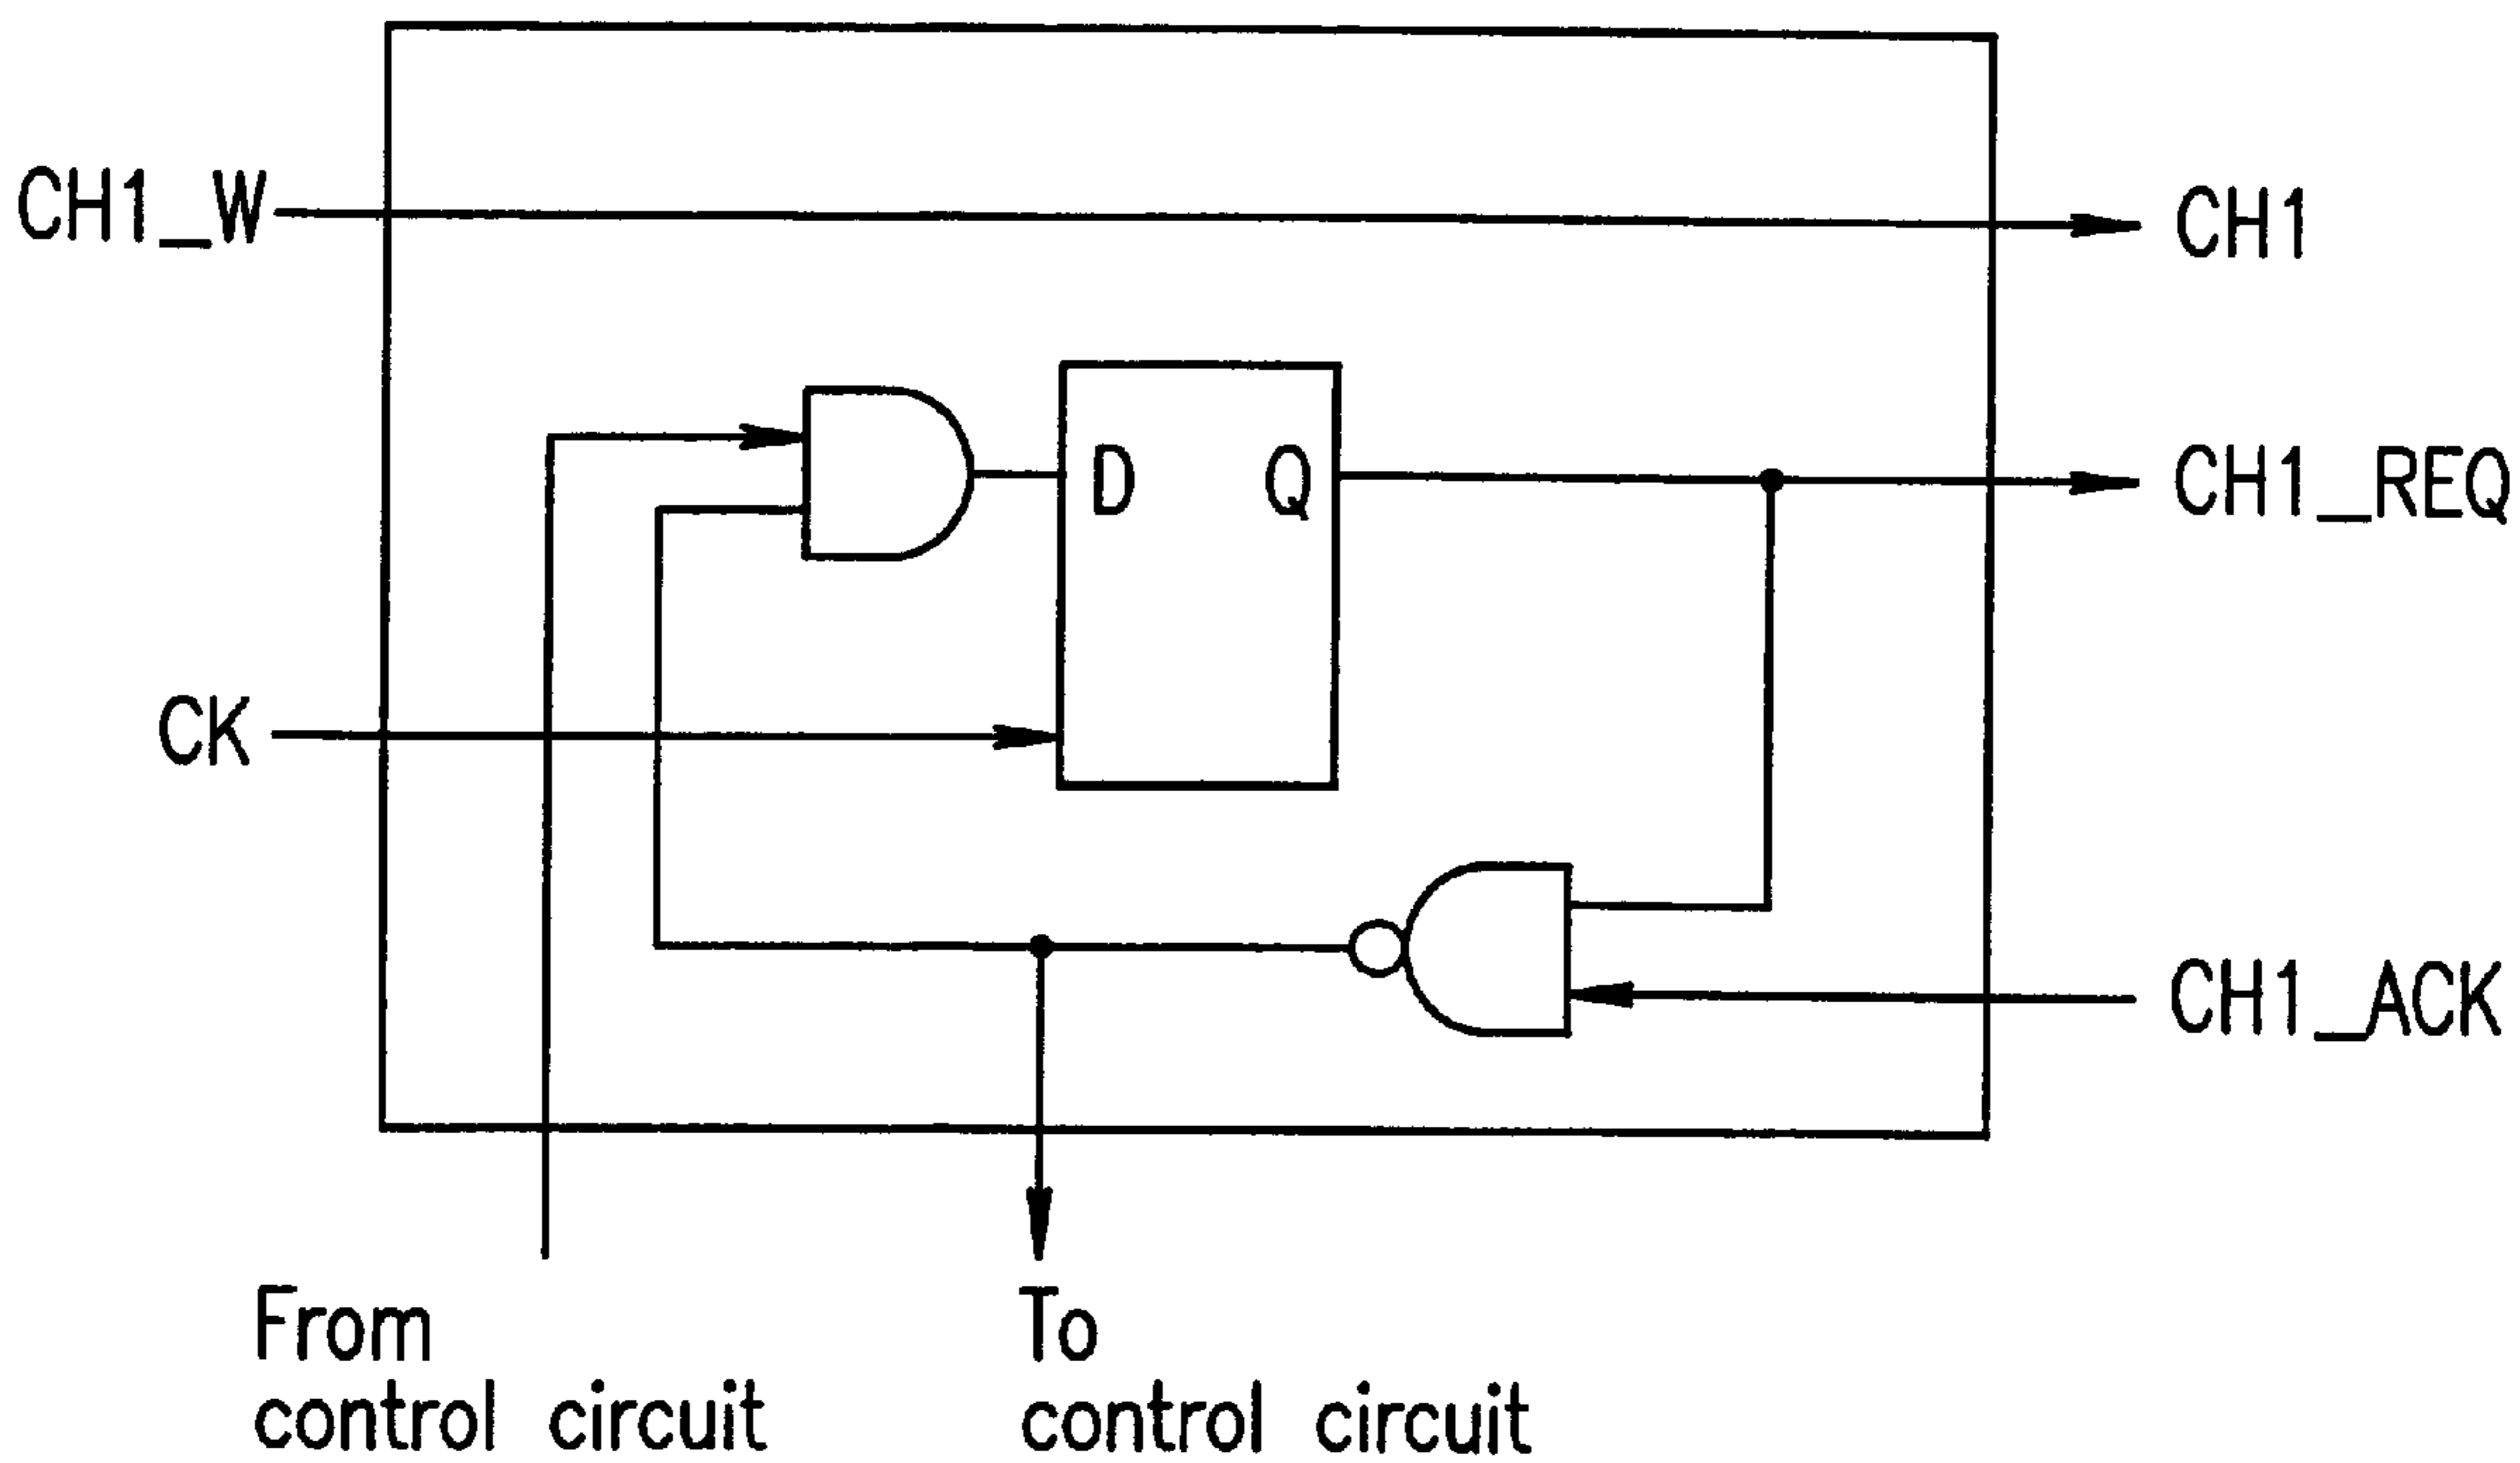 CH1_W
CH1
D
Q
CH1_REQ
CK
CH1_ACK
From
control circuit
To
control circuit